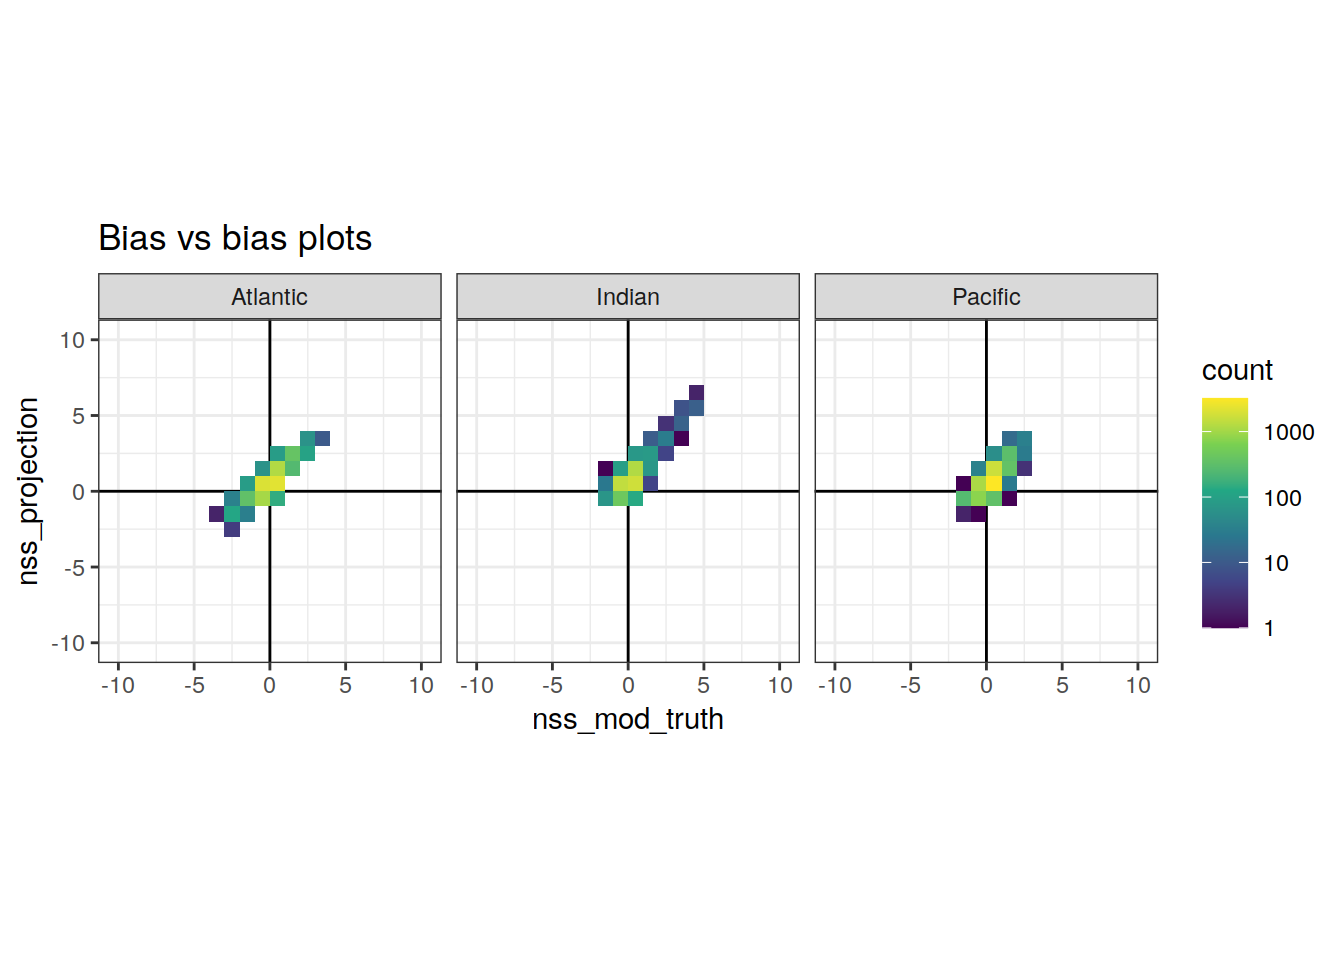 Bias vs bias plots
Atlantic
Indian
Pacific
nss_projection
10
5
0
-5
-10
-10 -5 0 5 10
-10 -5 0 5 10
-10 -5 0 5 10
nss_mod_truth
count
1000
100
10
1